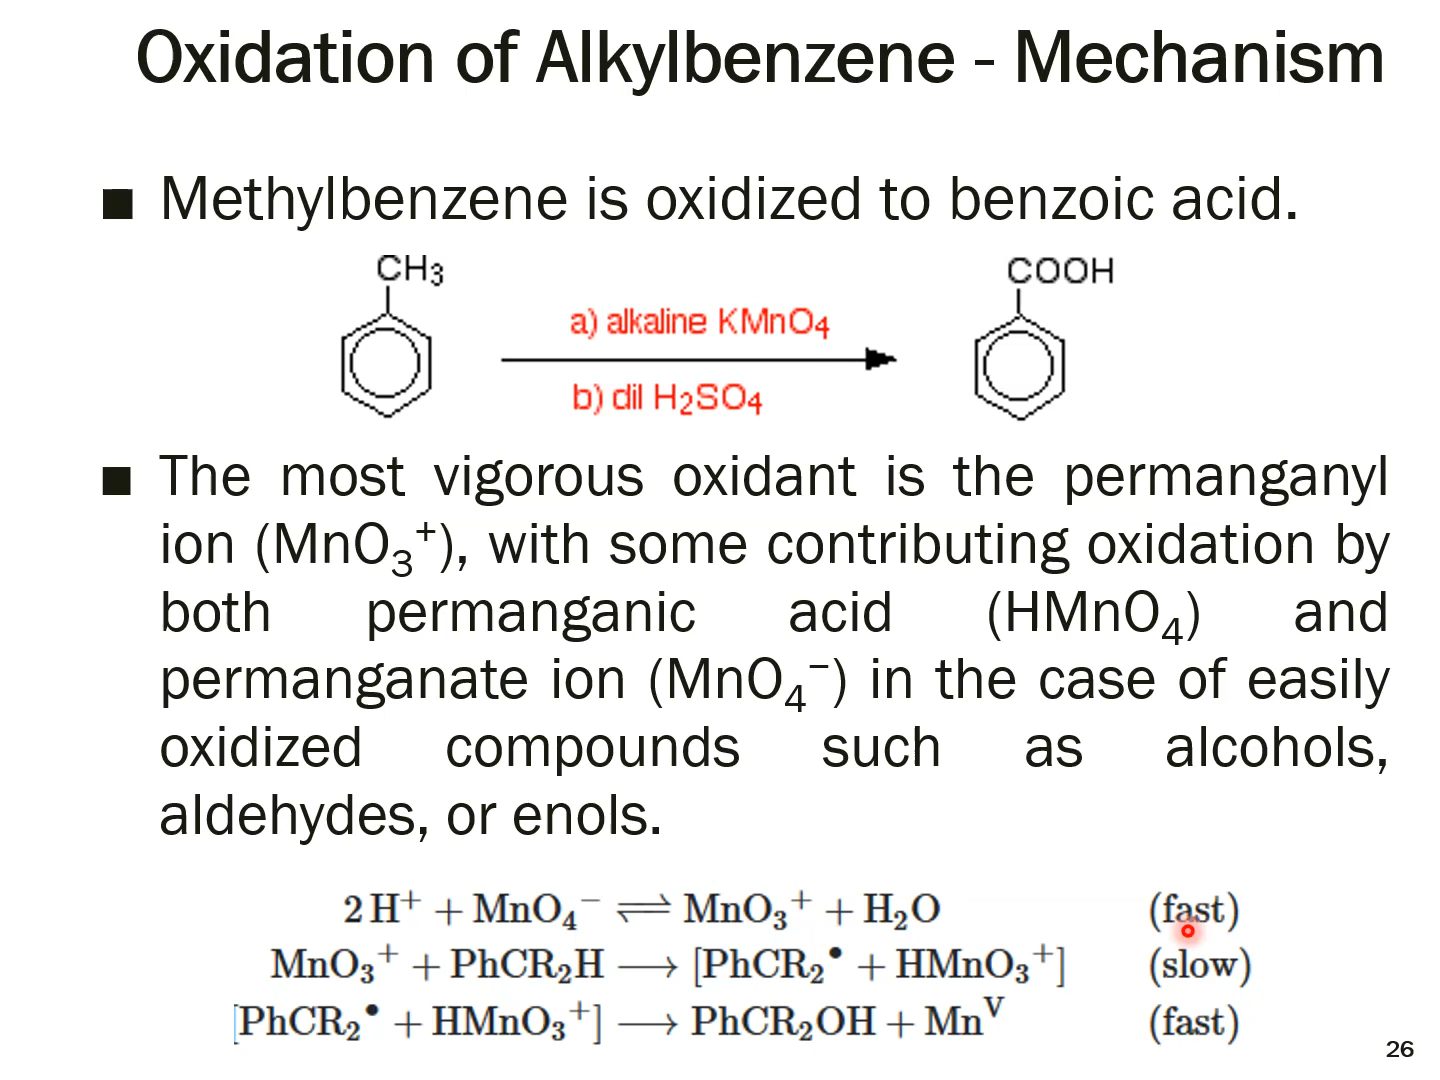 Oxidation of Alkylbenzene - Mechanism
■ Methylbenzene is oxidized to benzoic acid.
CH3
COOH
a) alkaline KMnO4
b) dil H2SO4
■ The most vigorous oxidant is the permanganyl
ion (MnO₃⁺), with some contributing oxidation by
both permanganic acid (HMnO₄) and
permanganate ion (MnO₄⁻) in the case of easily
oxidized compounds such as alcohols,
aldehydes, or enols.
2 H⁺ + MnO₄⁻ ⇌ MnO₃⁺ + H₂O (fast)
MnO₃⁺ + PhCR₂H ⟶ [PhCR₂• + HMnO₃⁺] (slow)
[PhCR₂• + HMnO₃⁺] ⟶ PhCR₂OH + Mnⱽ (fast)
26